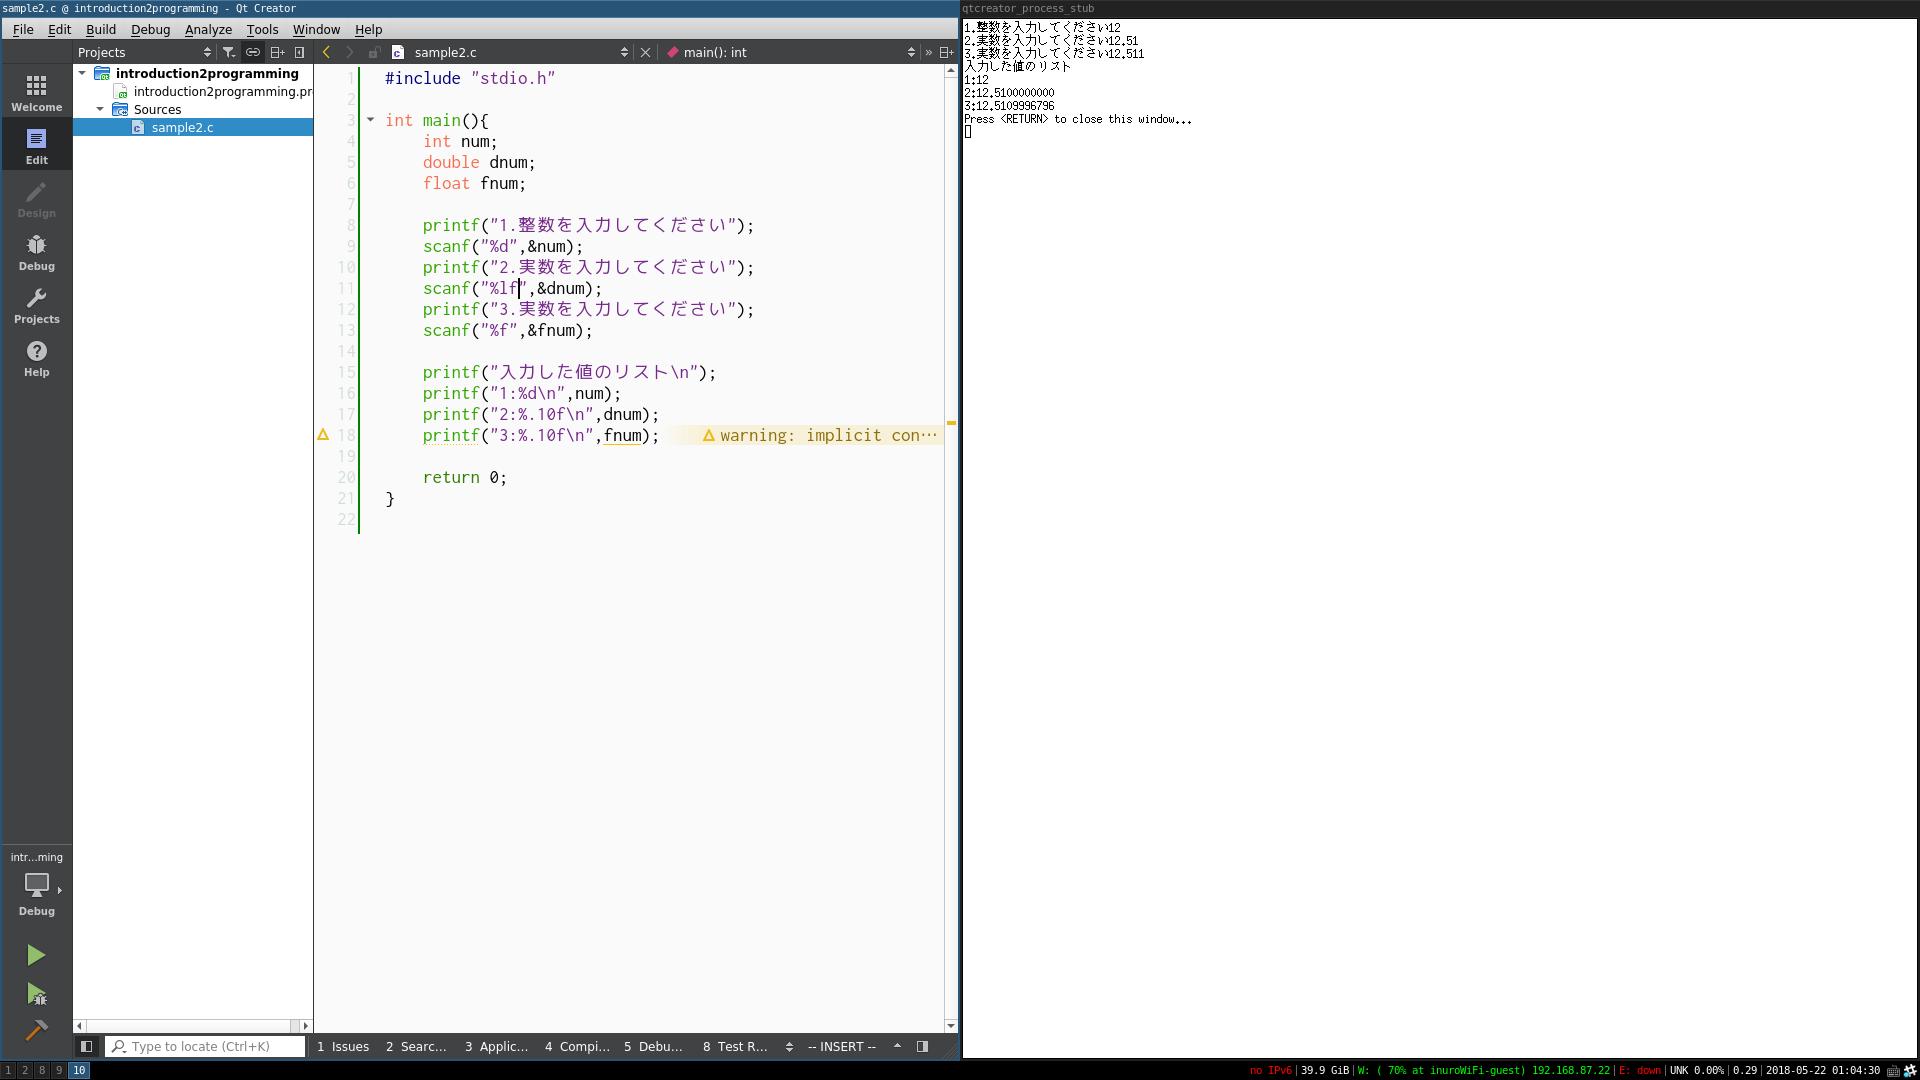 sample2.c @ introduction2programming - Qt Creator
File Edit Build Debug Analyze Tools Window Help
Projects
sample2.c
main(): int
»
Welcome
Edit
Design
Debug
Projects
Help
introduction2programming
introduction2programming.pr
Sources
sample2.c
1 #include "stdio.h"
2
3 int main(){
4 int num;
5 double dnum;
6 float fnum;
7
8 printf("1.整数を入力してください");
9 scanf("%d",&num);
10 printf("2.実数を入力してください");
11 scanf("%lf",&dnum);
12 printf("3.実数を入力してください");
13 scanf("%f",&fnum);
14
15 printf("入力した値のリスト\n");
16 printf("1:%d\n",num);
17 printf("2:%.10f\n",dnum);
18 printf("3:%.10f\n",fnum); warning: implicit con…
19
20 return 0;
21 }
22
intr...ming
Debug
Type to locate (Ctrl+K)
1 Issues 2 Searc... 3 Applic... 4 Compi... 5 Debu... 8 Test R... -- INSERT --
qtcreator_process_stub
1.整数を入力してください12
2.実数を入力してください12.51
3.実数を入力してください12.511
入力した値のリスト
1:12
2:12.5100000000
3:12.5109996796
Press <RETURN> to close this window...
1 2 8 9 10
no IPv6|39.9 GiB|W: ( 70% at inuroWiFi-guest) 192.168.87.22|E: down|UNK 0.00%|0.29|2018-05-22 01:04:30